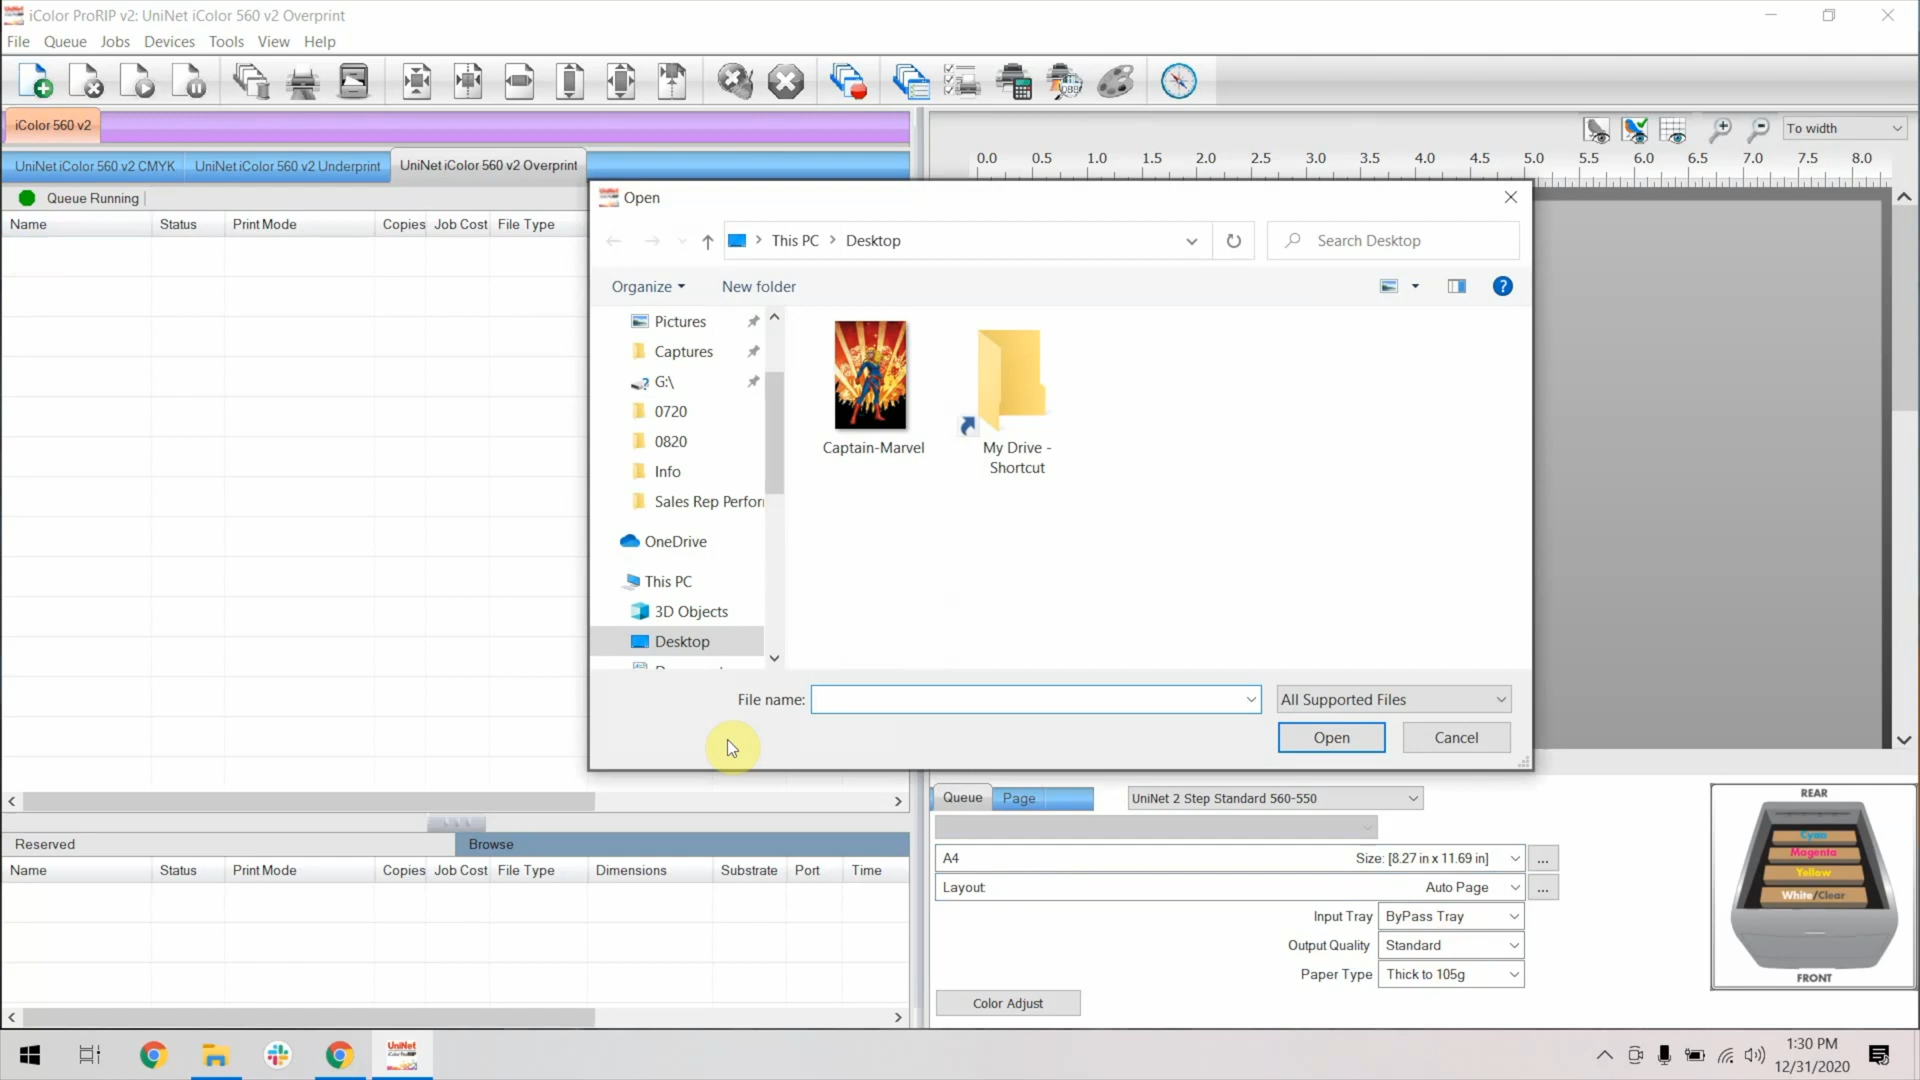 iColor ProRIP v2: UniNet iColor 560 v2 Overprint
File Queue Jobs Devices Tools View Help
iColor 560 v2
To width
0.0 0.5 1.0 1.5 2.0 2.5 3.0 3.5 4.0 4.5 5.0 5.5 6.0 6.5 7.0 7.5 8.0
UniNet iColor 560 v2 CMYK UniNet iColor 560 v2 Underprint UniNet iColor 560 v2 Overprint
Queue Running
Name Status Print Mode Copies Job Cost File Type
Open
This PC > Desktop
Search Desktop
Organize New folder
Pictures
Captures
G:\
0720
0820
Info
Sales Rep Perfor
OneDrive
This PC
3D Objects
Desktop
Captain-Marvel
My Drive -
Shortcut
File name:
All Supported Files
Open Cancel
Reserved Browse
Name Status Print Mode Copies Job Cost File Type Dimensions Substrate Port Time
Queue Page UniNet 2 Step Standard 560-550
A4 Size: [8.27 in x 11.69 in] ...
Layout: Auto Page ...
Input Tray ByPass Tray
Output Quality Standard
Paper Type Thick to 105g
Color Adjust
REAR
Cyan
Magenta
Yellow
White/Clear
FRONT
UniNet
1:30 PM
12/31/2020